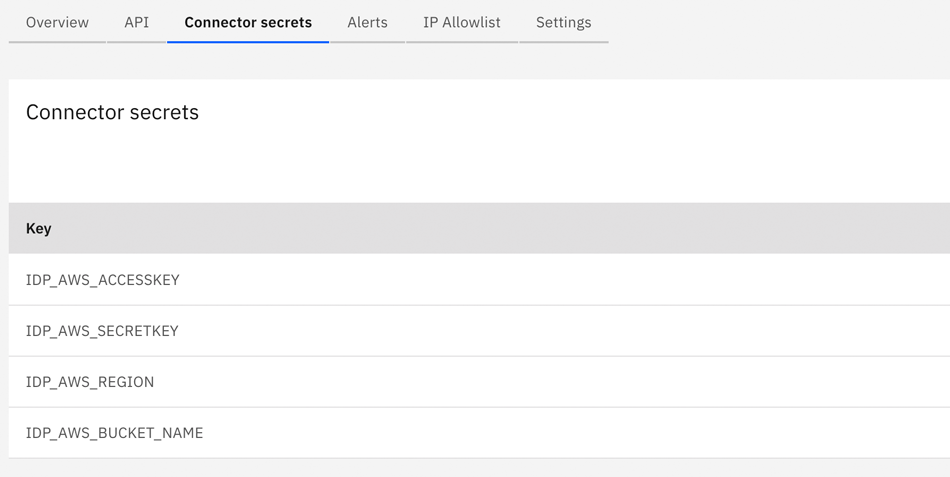 Overview API Connector secrets Alerts IP Allowlist Settings
Connector secrets
Key
IDP_AWS_ACCESSKEY
IDP_AWS_SECRETKEY
IDP_AWS_REGION
IDP_AWS_BUCKET_NAME